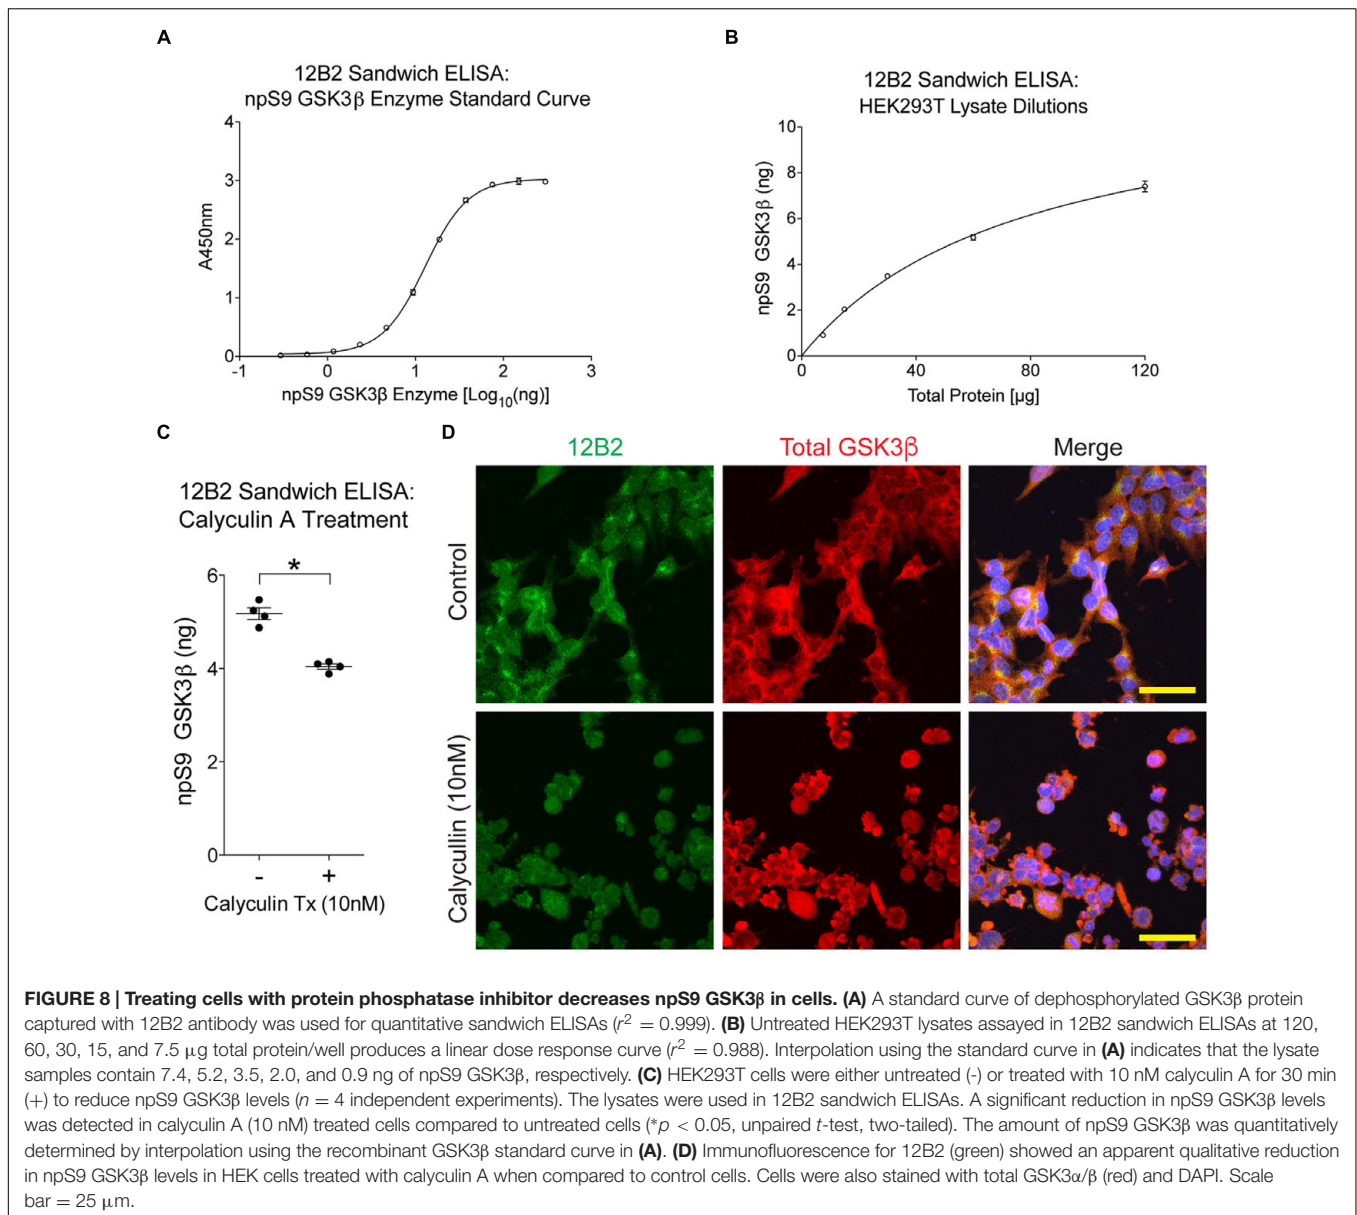 A
12B2 Sandwich ELISA:
npS9 GSK3β Enzyme Standard Curve
4
3
2
1
0
A450nm
-1
0
1
2
3
npS9 GSK3β Enzyme [Log10(ng)]
B
12B2 Sandwich ELISA:
HEK293T Lysate Dilutions
10
8
6
4
2
0
npS9 GSK3β (ng)
0
40
80
120
Total Protein [µg]
C
12B2 Sandwich ELISA:
Calyculin A Treatment
*
6
4
2
0
npS9 GSK3β (ng)
-
+
Calyculin Tx (10nM)
D
12B2
Total GSK3β
Merge
Control
Calycullin (10nM)
FIGURE 8 | Treating cells with protein phosphatase inhibitor decreases npS9 GSK3β in cells. (A) A standard curve of dephosphorylated GSK3β protein
captured with 12B2 antibody was used for quantitative sandwich ELISAs (r² = 0.999). (B) Untreated HEK293T lysates assayed in 12B2 sandwich ELISAs at 120,
60, 30, 15, and 7.5 µg total protein/well produces a linear dose response curve (r² = 0.988). Interpolation using the standard curve in (A) indicates that the lysate
samples contain 7.4, 5.2, 3.5, 2.0, and 0.9 ng of npS9 GSK3β, respectively. (C) HEK293T cells were either untreated (-) or treated with 10 nM calyculin A for 30 min
(+) to reduce npS9 GSK3β levels (n = 4 independent experiments). The lysates were used in 12B2 sandwich ELISAs. A significant reduction in npS9 GSK3β levels
was detected in calyculin A (10 nM) treated cells compared to untreated cells (*p < 0.05, unpaired t-test, two-tailed). The amount of npS9 GSK3β was quantitatively
determined by interpolation using the recombinant GSK3β standard curve in (A). (D) Immunofluorescence for 12B2 (green) showed an apparent qualitative reduction
in npS9 GSK3β levels in HEK cells treated with calyculin A when compared to control cells. Cells were also stained with total GSK3α/β (red) and DAPI. Scale
bar = 25 µm.